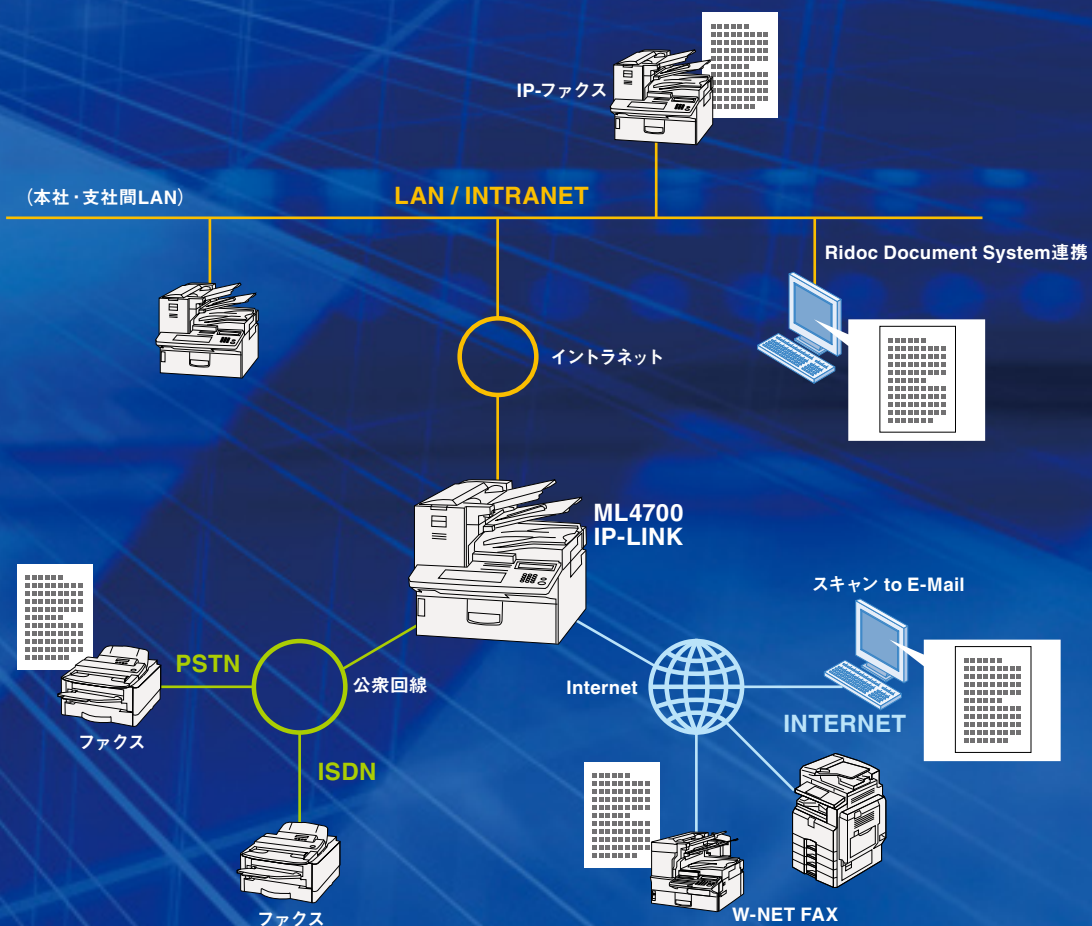 IP-ファクス
(本社・支社間LAN)
LAN / INTRANET
Ridoc Document System連携
イントラネット
ML4700
IP-LINK
スキャン to E-Mail
PSTN
公衆回線
Internet
INTERNET
ファクス
ISDN
ファクス
W-NET FAX